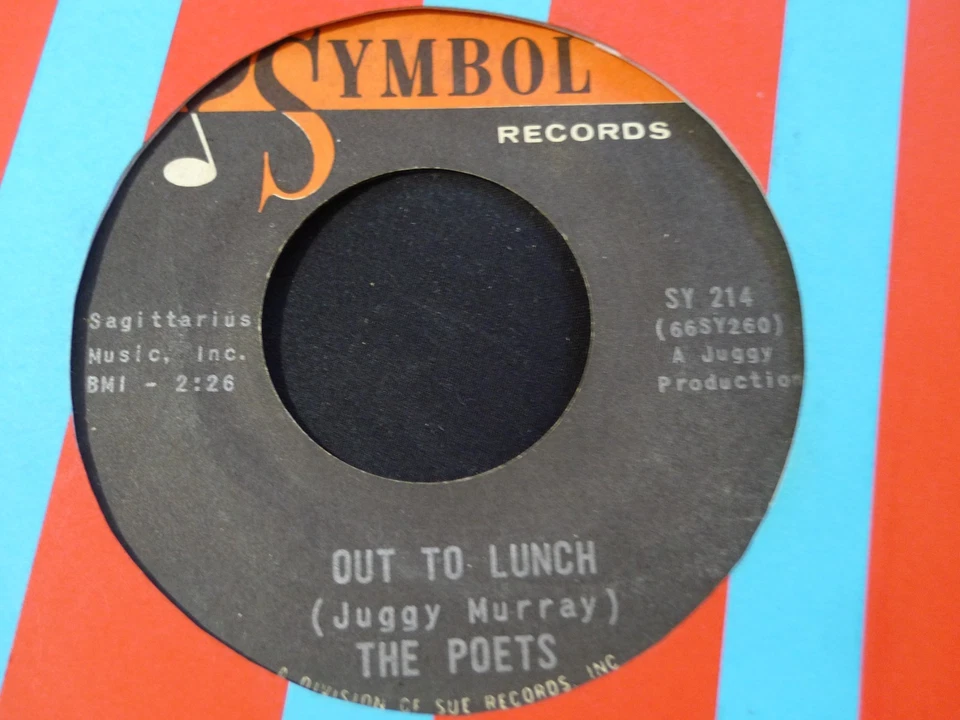 SYMBOL
RECORDS
Sagittarius
Music, Inc.
BMI - 2:26
SY 214
(66SY260)
A Juggy
Production
OUT TO LUNCH
(Juggy Murray)
THE POETS
A DIVISION OF SUE RECORDS, INC